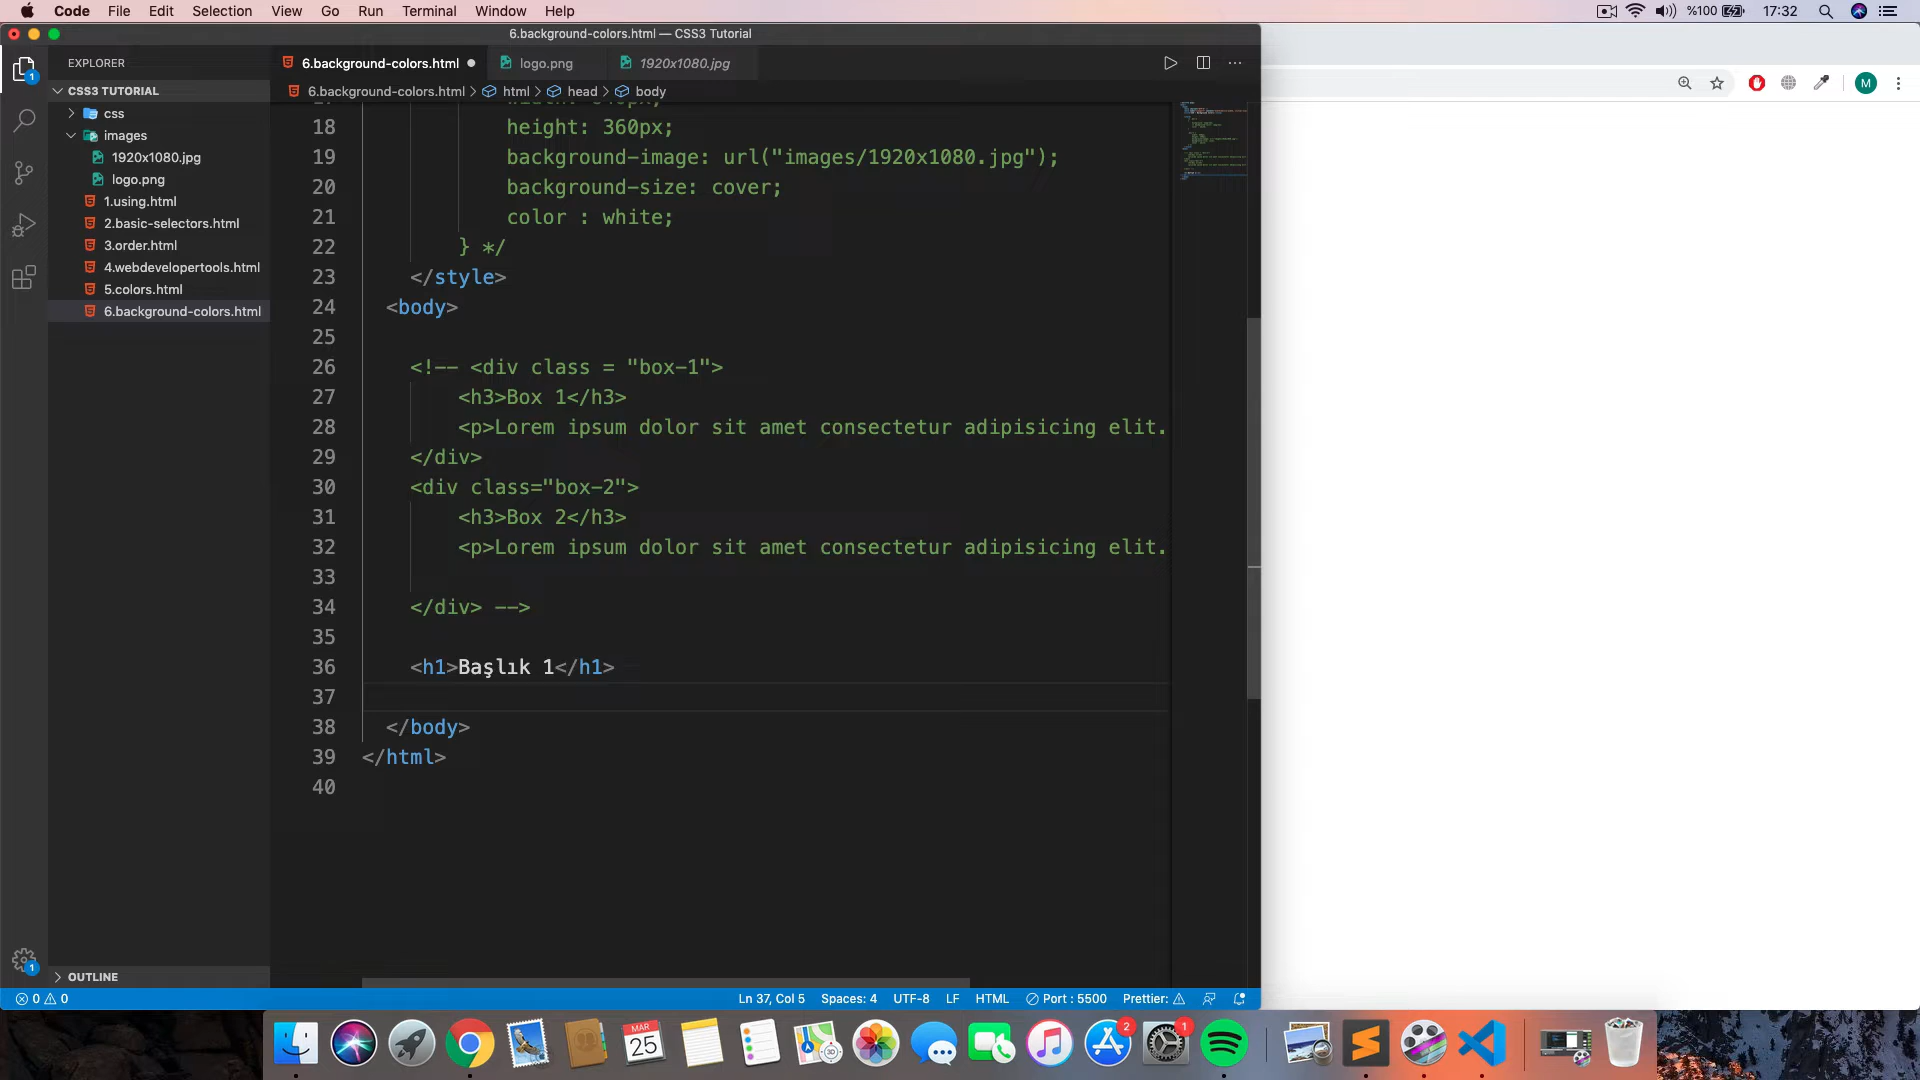 Code File Edit Selection View Go Run Terminal Window Help %100 17:32
6.background-colors.html — CSS3 Tutorial
EXPLORER
6.background-colors.html logo.png 1920x1080.jpg
CSS3 TUTORIAL
6.background-colors.html > html > head > body
css
images
1920x1080.jpg
logo.png
1.using.html
2.basic-selectors.html
3.order.html
4.webdevelopertools.html
5.colors.html
6.background-colors.html
18 height: 360px;
19 background-image: url("images/1920x1080.jpg");
20 background-size: cover;
21 color : white;
22 } */
23 </style>
24 <body>
25
26 <!-- <div class = "box-1">
27 <h3>Box 1</h3>
28 <p>Lorem ipsum dolor sit amet consectetur adipisicing elit.
29 </div>
30 <div class="box-2">
31 <h3>Box 2</h3>
32 <p>Lorem ipsum dolor sit amet consectetur adipisicing elit.
33
34 </div> -->
35
36 <h1>Başlık 1</h1>
37
38 </body>
39 </html>
40
M
1
1
OUTLINE
0 0 Ln 37, Col 5 Spaces: 4 UTF-8 LF HTML Port : 5500 Prettier:
MAR
25
2
1